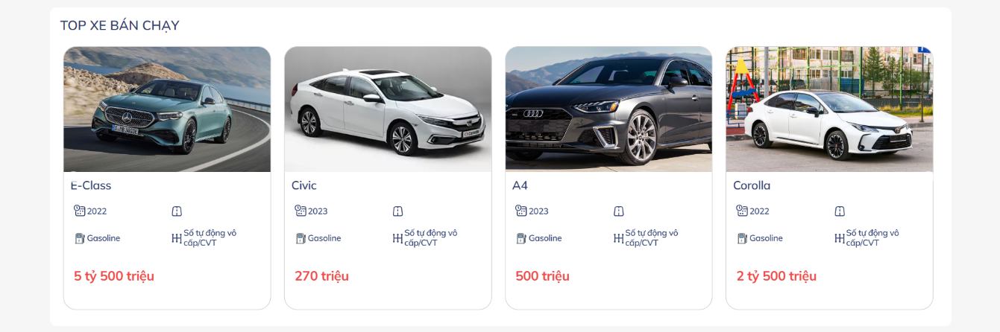 TOP XE BÁN CHẠY
E-Class
2022
Gasoline
Số tự động vô
cấp/CVT
5 tỷ 500 triệu
Civic
2023
Gasoline
Số tự động vô
cấp/CVT
270 triệu
A4
2023
Gasoline
Số tự động vô
cấp/CVT
500 triệu
Corolla
2022
Gasoline
Số tự động vô
cấp/CVT
2 tỷ 500 triệu